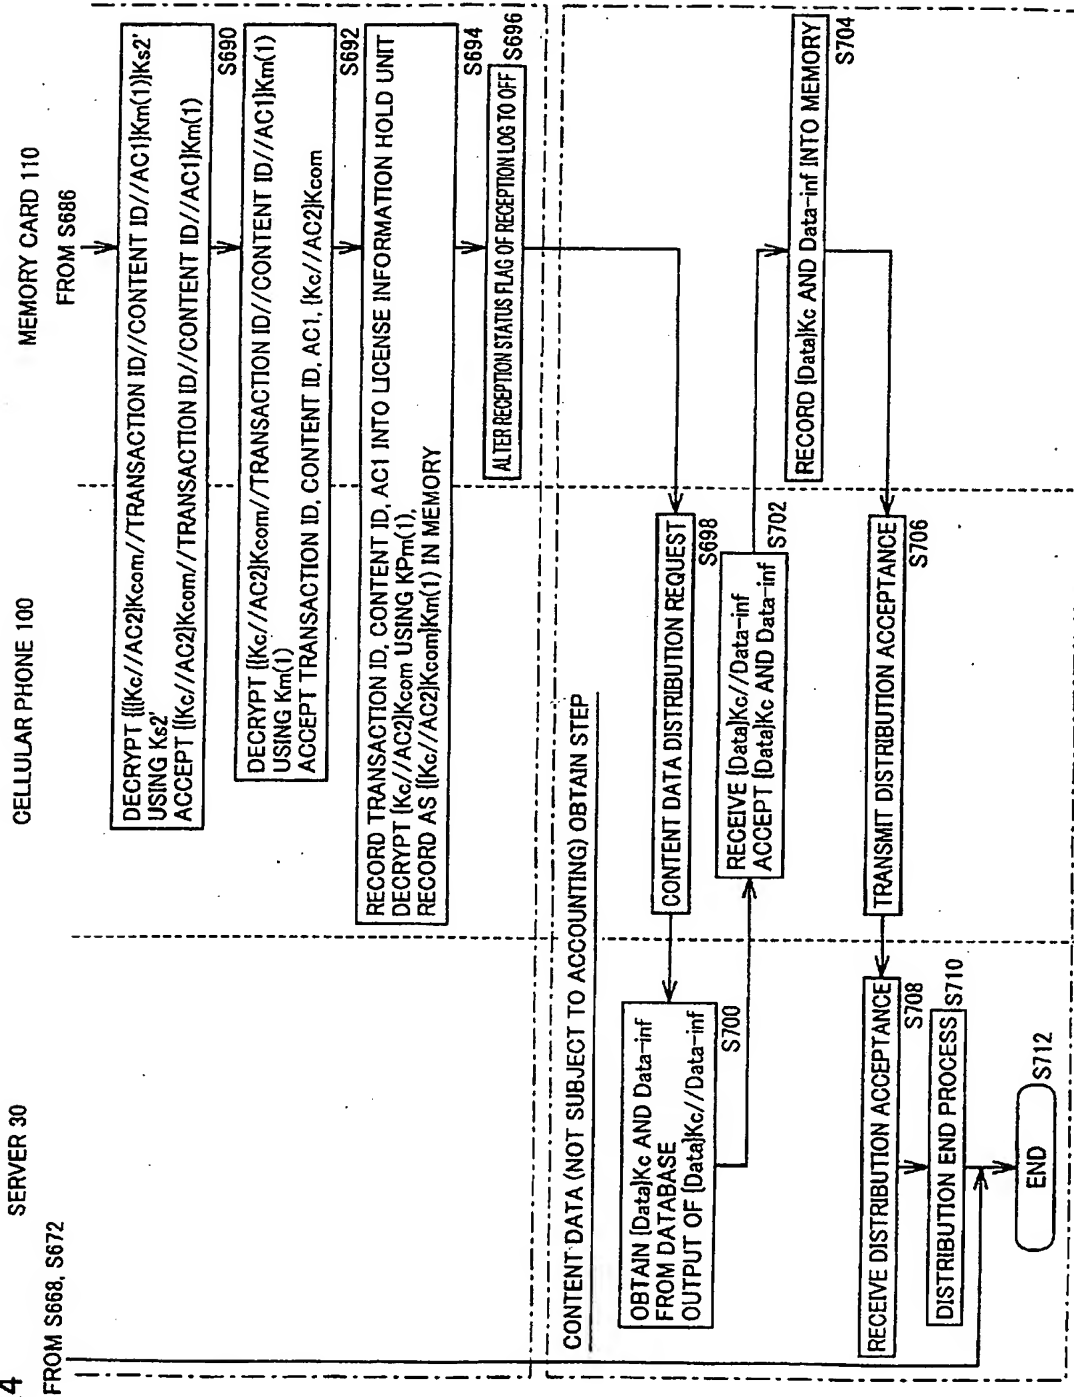 4
SERVER 30
CELLULAR PHONE 100
MEMORY CARD 110
FROM S668, S672
FROM S686
DECRYPT {{{{Kc//AC2}Kcom//TRANSACTION ID//CONTENT ID//AC1}Km(1)}Ks2'
USING Ks2'
ACCEPT {{Kc//AC2}Kcom//TRANSACTION ID//CONTENT ID//AC1}Km(1)
S690
DECRYPT {{Kc//AC2}Kcom//TRANSACTION ID//CONTENT ID//AC1}Km(1)
USING Km(1)
ACCEPT TRANSACTION ID, CONTENT ID, AC1, {Kc//AC2}Kcom
S692
RECORD TRANSACTION ID, CONTENT ID, AC1 INTO LICENSE INFORMATION HOLD UNIT
DECRYPT {Kc//AC2}Kcom USING KPm(1),
RECORD AS {{Kc//AC2}Kcom}Km(1) IN MEMORY
S694
ALTER RECEPTION STATUS FLAG OF RECEPTION LOG TO OFF
S696
CONTENT DATA (NOT SUBJECT TO ACCOUNTING) OBTAIN STEP
CONTENT DATA DISTRIBUTION REQUEST
S698
OBTAIN {Data}Kc AND Data-inf
FROM DATABASE
OUTPUT OF {Data}Kc//Data-inf
S700
RECEIVE {Data}Kc//Data-inf
ACCEPT {Data}Kc AND Data-inf
S702
RECORD {Data}Kc AND Data-inf INTO MEMORY
S704
TRANSMIT DISTRIBUTION ACCEPTANCE
S706
RECEIVE DISTRIBUTION ACCEPTANCE
S708
DISTRIBUTION END PROCESS
S710
END
S712